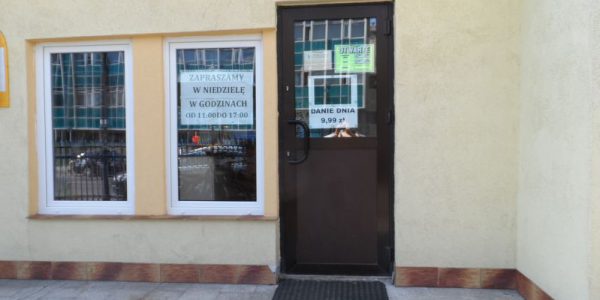 ZAPRASZAMY
W NIEDZIELĘ
W GODZINACH
OD 11:00 DO 17:00
OTWARTE
DANIE DNIA
9,99 zł